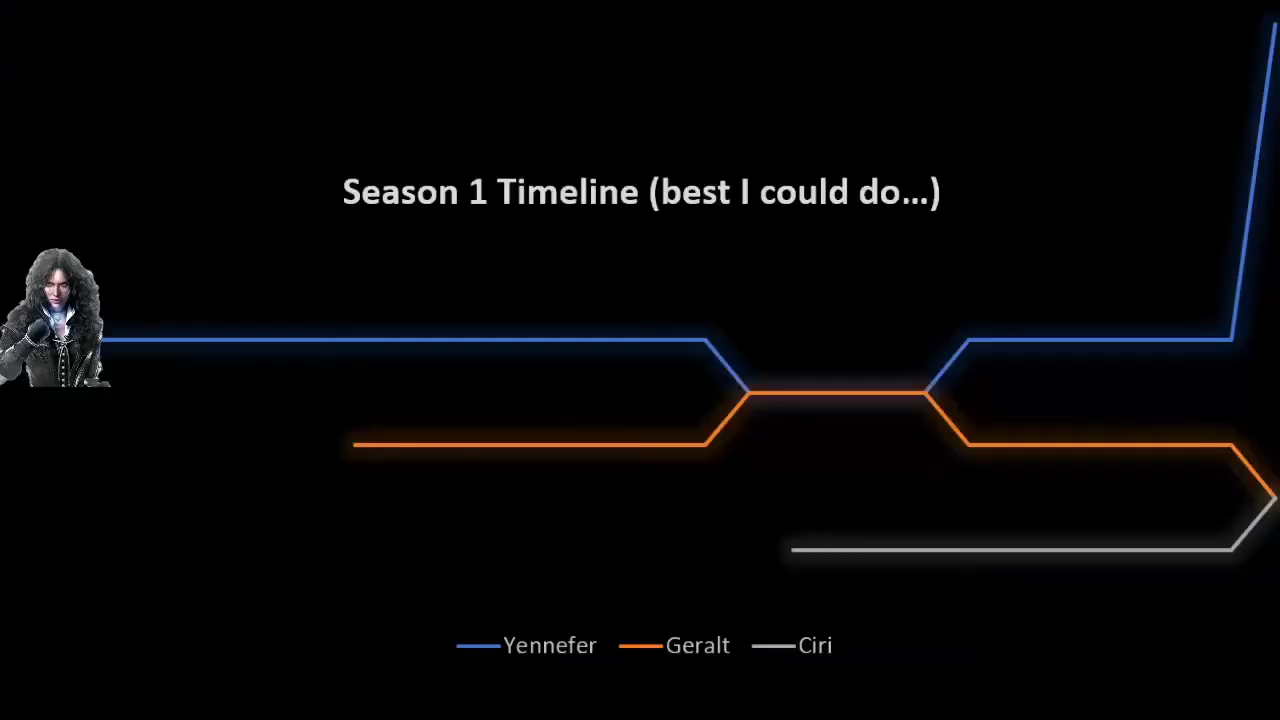 Season 1 Timeline (best I could do...)
Yennefer Geralt Ciri